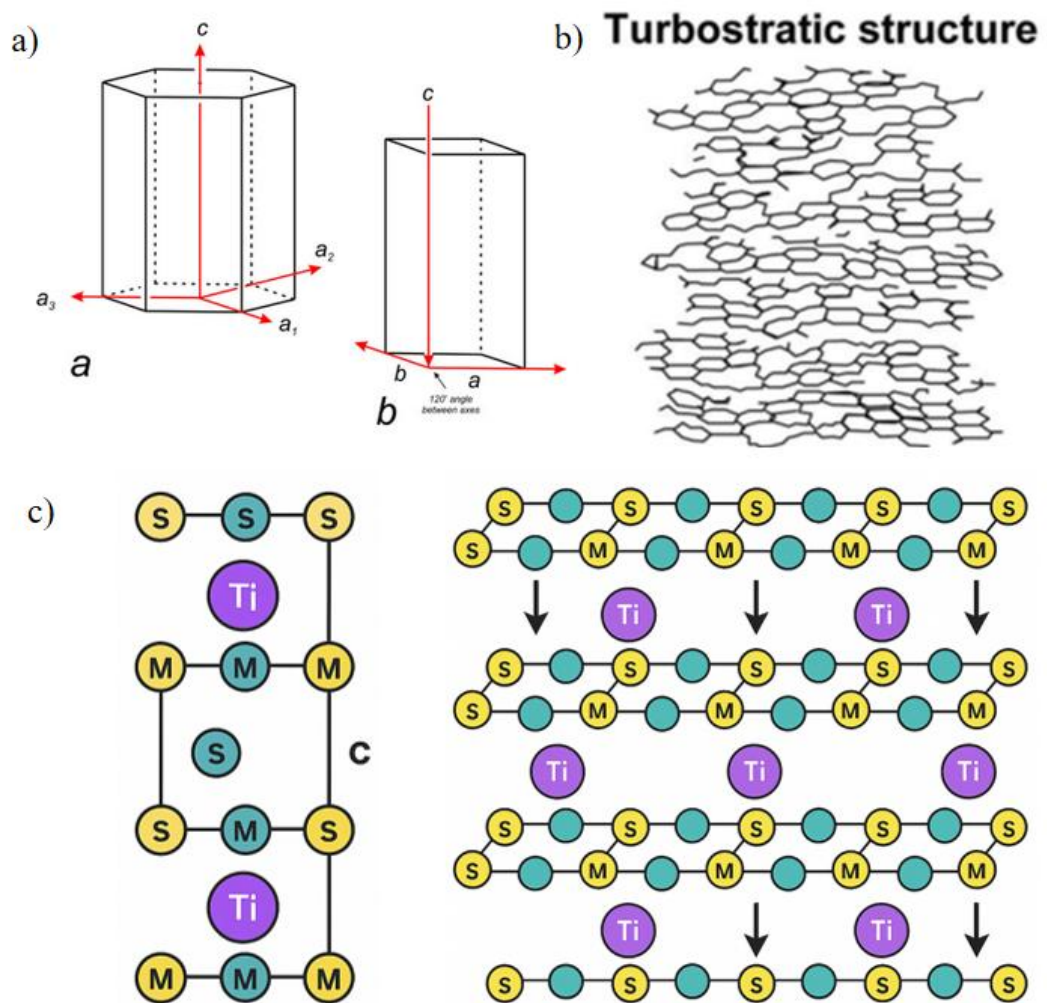 a)
c
a₃
a₂
a₁
a
c
b
a
120' angle
between axes
b
b) Turbostratic structure
c)
S S S
Ti
M M M
S
C
S M S
Ti
M M M
S S S S S
S M M M M
Ti Ti
S S S S S
S M M M M
Ti Ti Ti
S S S S S
S M M M M
Ti Ti
S S S S S